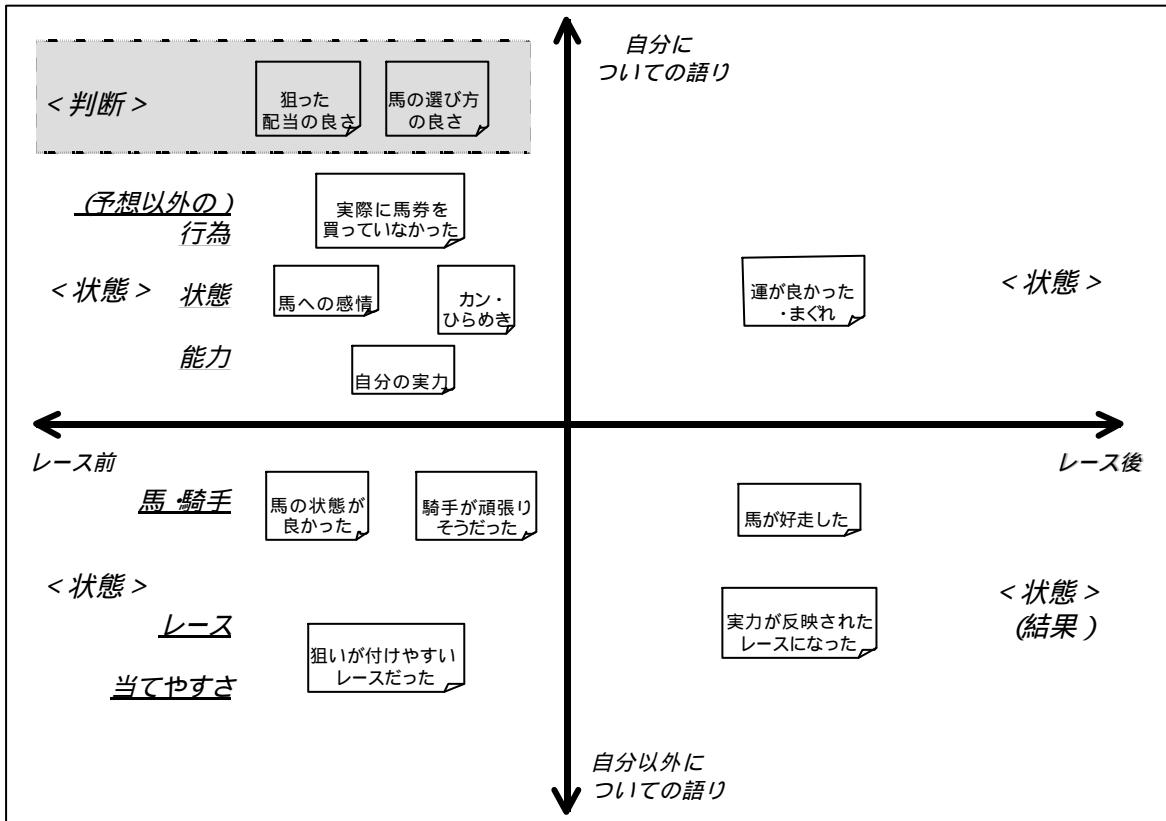 自分に
ついての語り
＜判断＞
狙った
配当の良さ
馬の選び方
の良さ
(予想以外の)
行為
実際に馬券を
買っていなかった
＜状態＞
状態
馬への感情
カン・
ひらめき
運が良かった
・まぐれ
＜状態＞
能力
自分の実力
レース前
レース後
馬・騎手
馬の状態が
良かった
騎手が頑張り
そうだった
馬が好走した
＜状態＞
レース
当てやすさ
狙いが付けやすい
レースだった
実力が反映された
レースになった
＜状態＞
(結果)
自分以外に
ついての語り